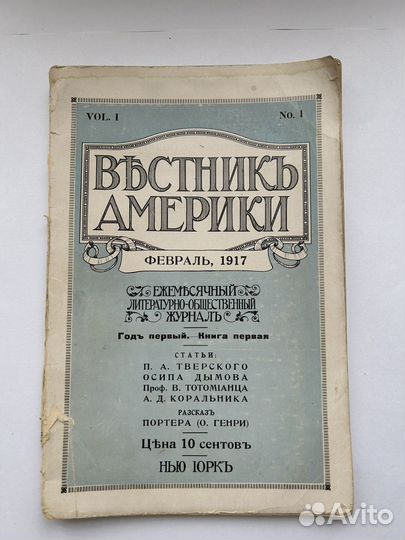 VOL. I No. 1
ВѢСТНИКЪ
АМЕРИКИ
ФЕВРАЛЬ, 1917
ЕЖЕМѢСЯЧНЫЙ
ЛИТЕРАТУРНО-ОБЩЕСТВЕННЫЙ
ЖУРНАЛЪ
Годъ первый.—Книга первая
СТАТЬИ:
П. А. ТВЕРСКОГО
ОСИПА ДЫМОВА
Проф. В. ТОТОМІАНЦА
А. Д. КОРАЛЬНИКА
РАЗСКАЗЪ
ПОРТЕРА (О. ГЕНРИ)
Цѣна 10 сентовъ
НЬЮ ІОРКЪ
Avito